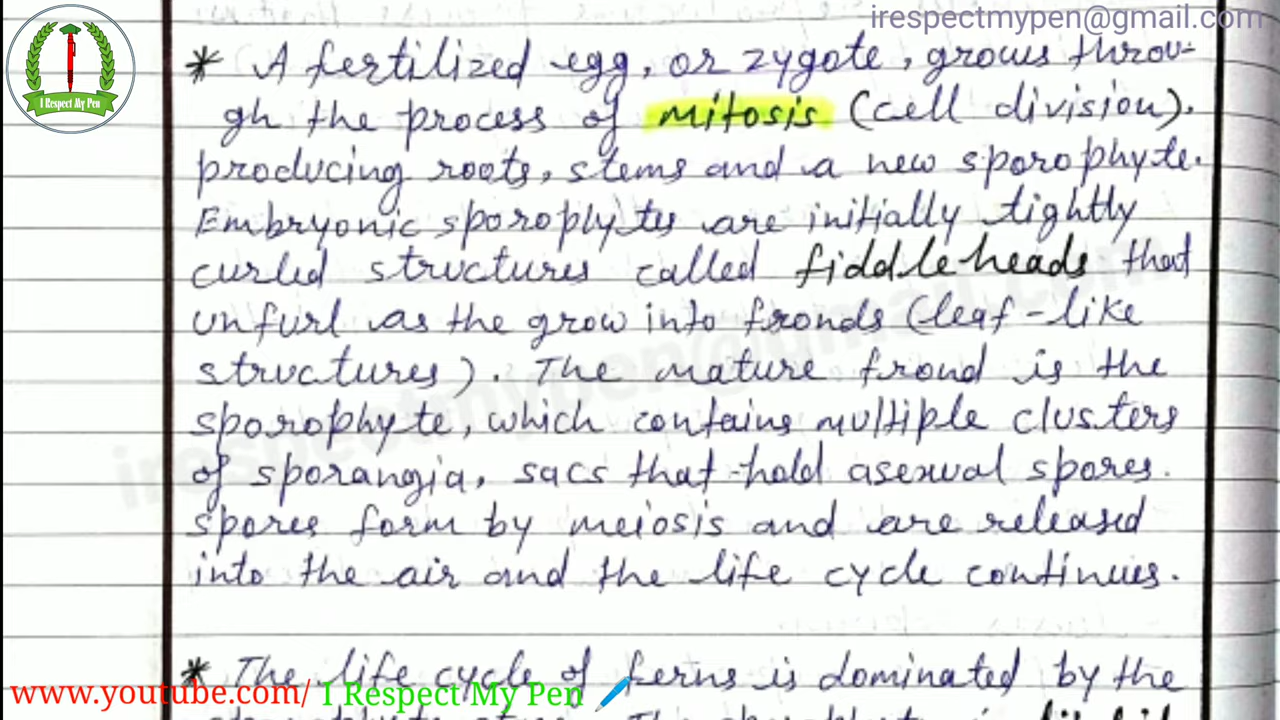 irespectmypen@gmail.com
I Respect My Pen
* A fertilized egg, or zygote, grows throu-
gh the process of mitosis (cell division).
producing roots, stems and a new sporophyte.
Embryonic sporophytes are initially tightly
curled structures called fiddleheads that
unfurl as the grow into fronds (leaf-like
structures). The mature frond is the
sporophyte, which contains multiple clusters
of sporangia, sacs that hold asexual spores.
spores form by meiosis and are released
into the air and the life cycle continues.
* The life cycle of ferns is dominated by the
www.youtube.com/ I Respect My Pen
irespectmypen@gmail.com